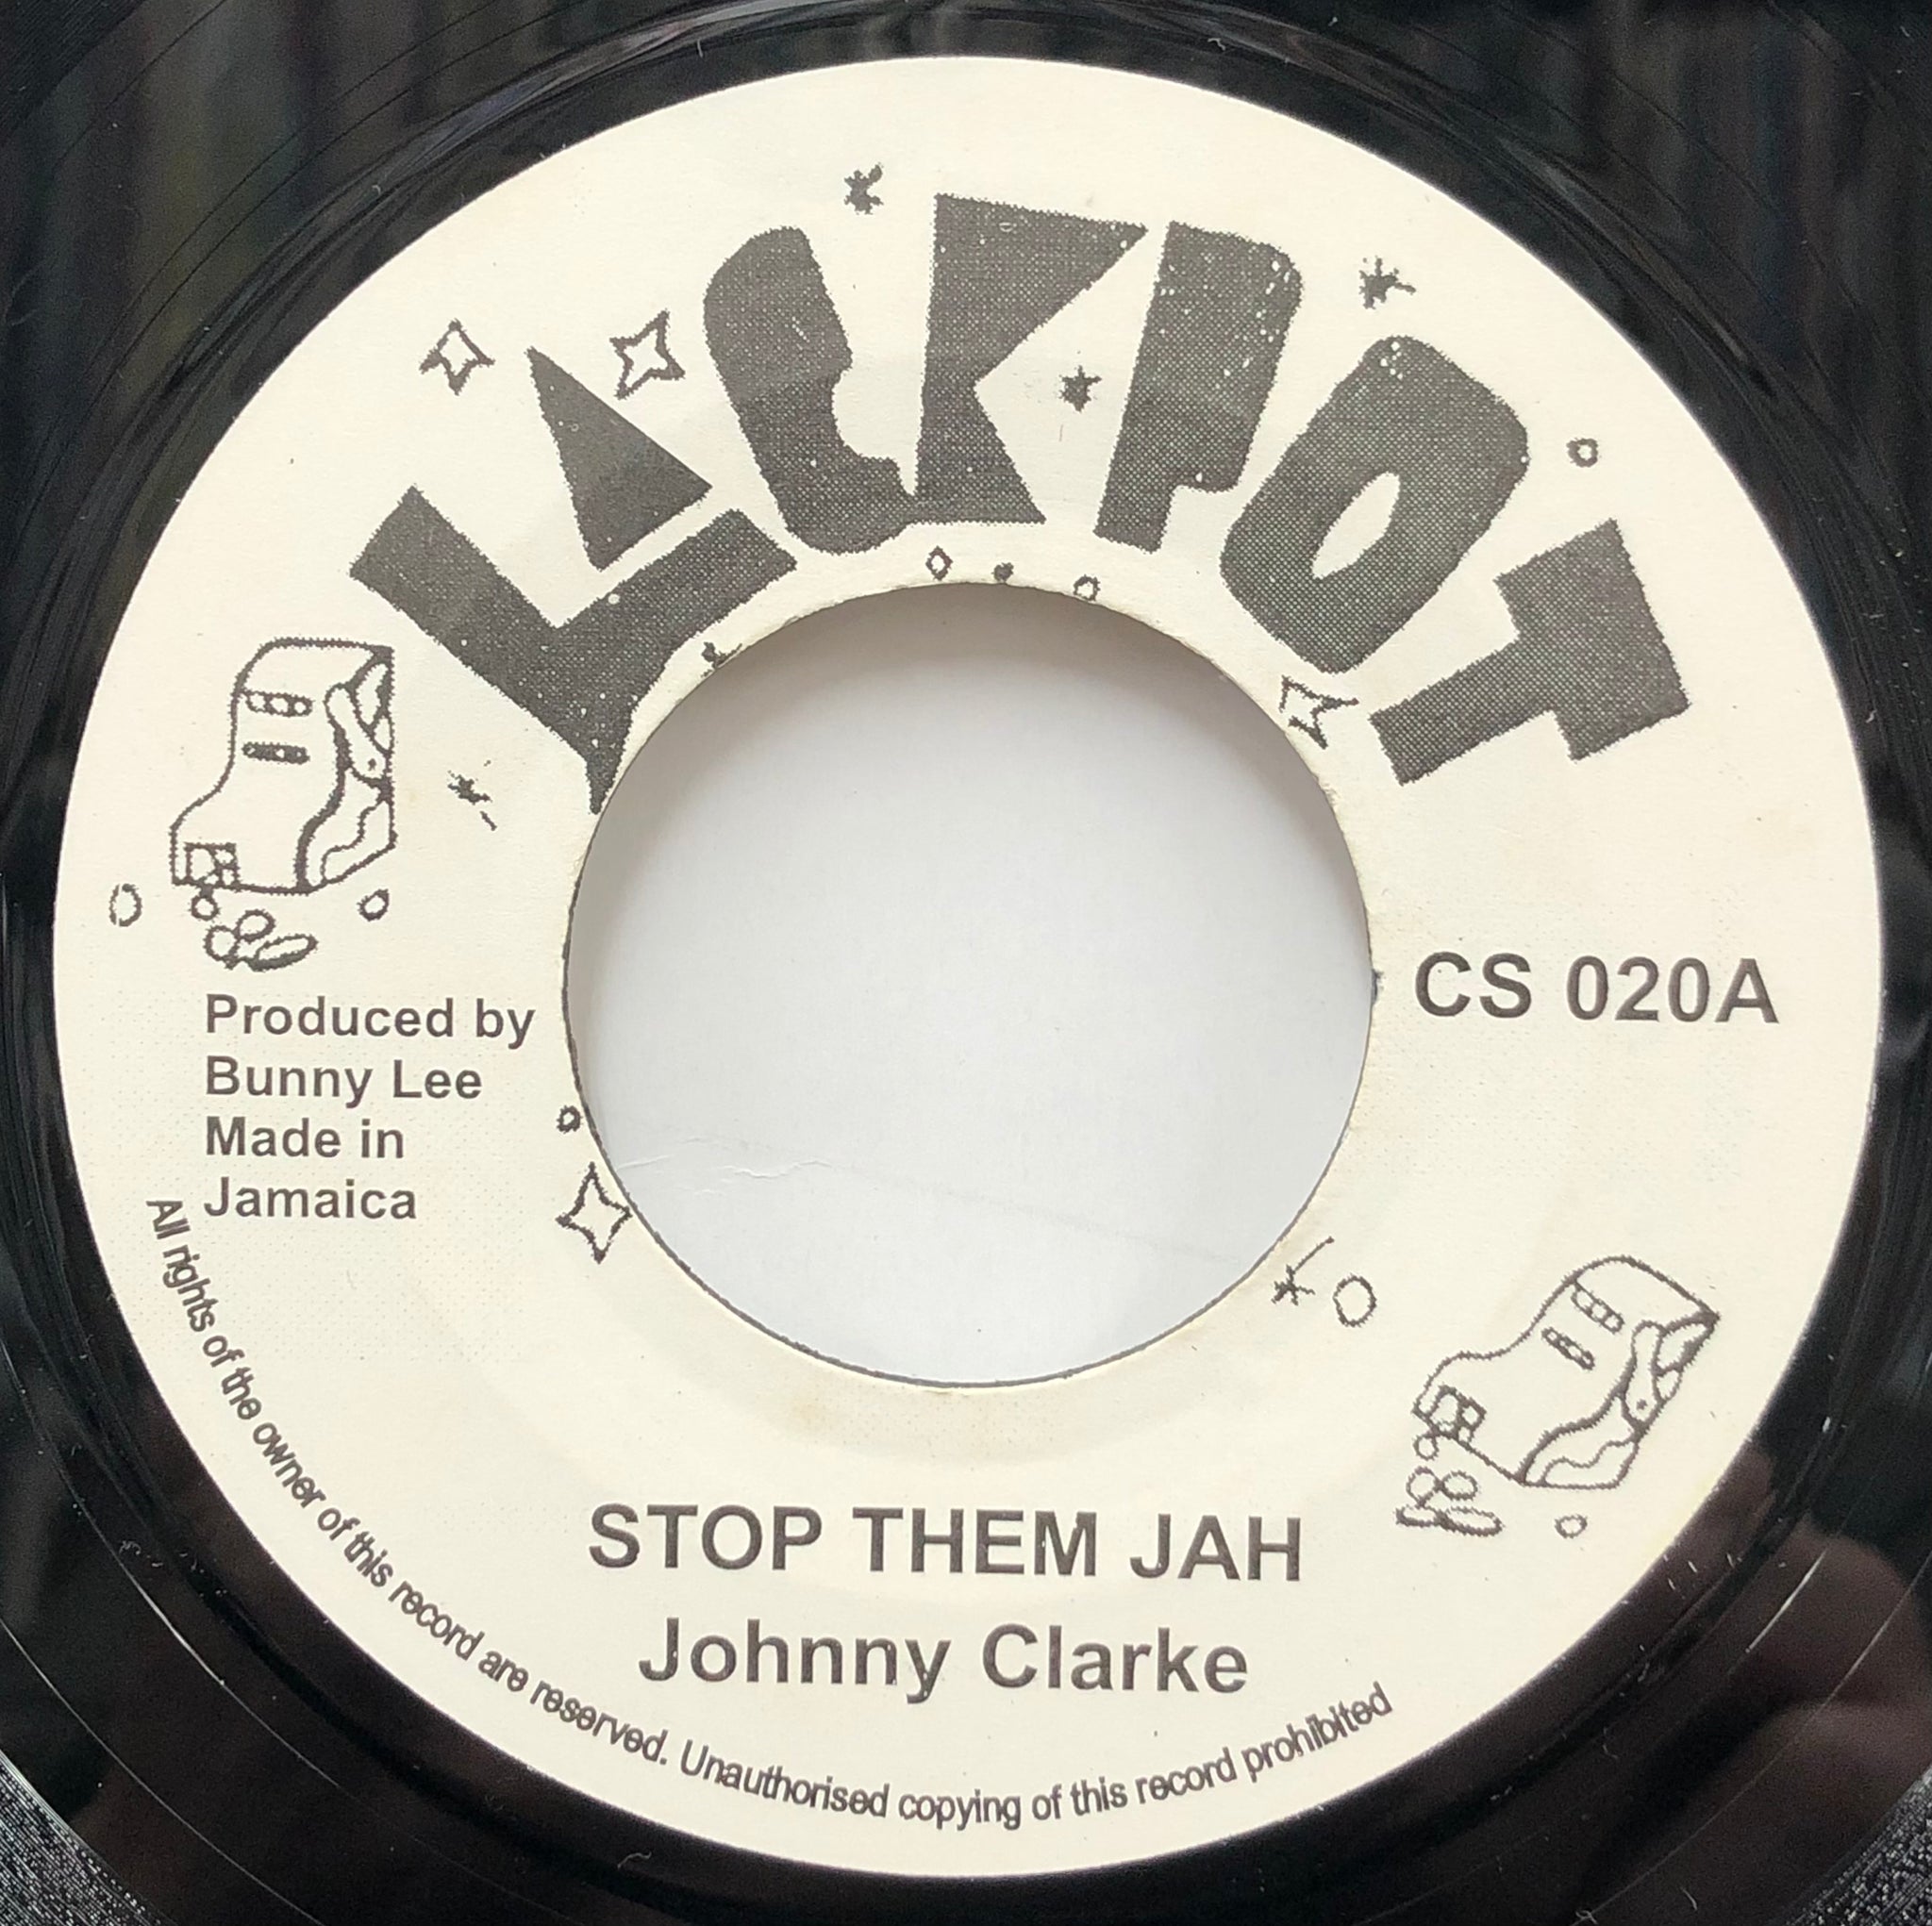 JACKPOT
CS 020A
Produced by
Bunny Lee
Made in
Jamaica
STOP THEM JAH
Johnny Clarke
All rights of the owner of this record are reserved. Unauthorised copying of this record prohibited